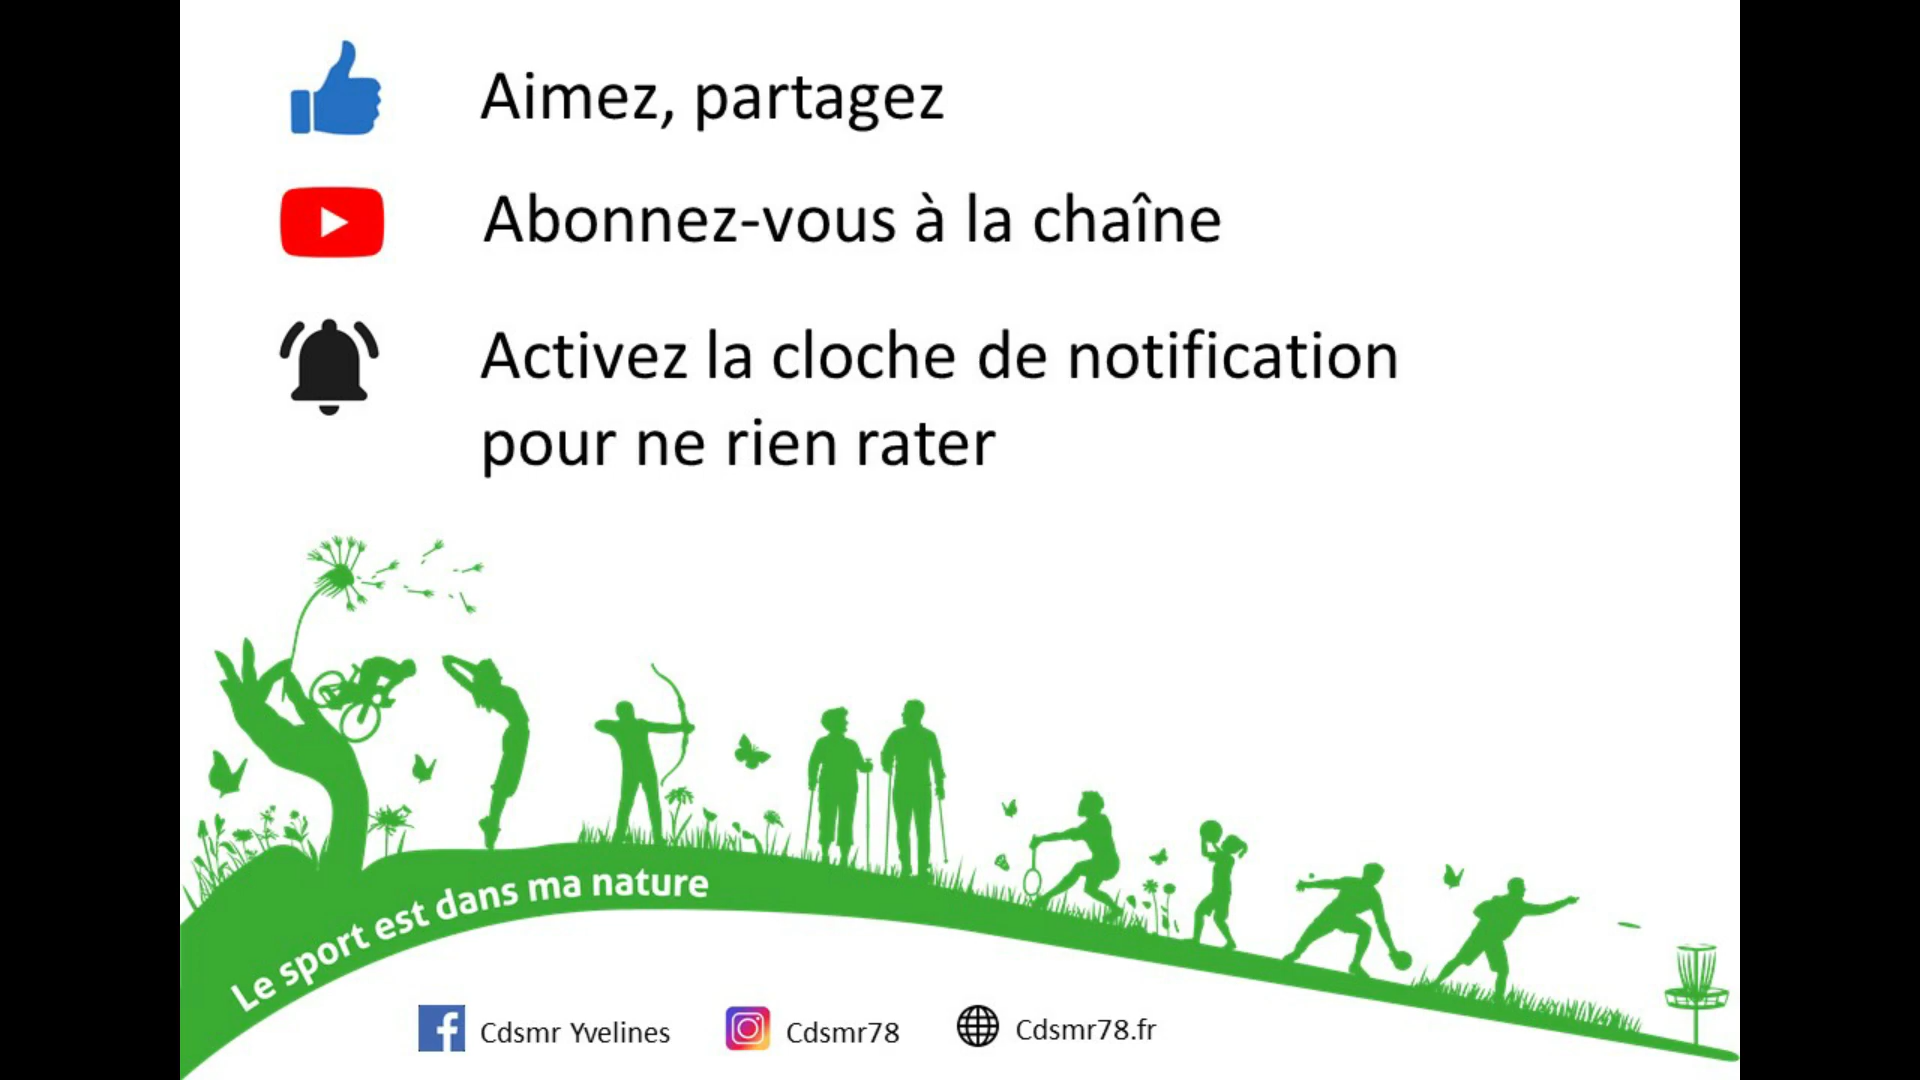 Aimez, partagez
Abonnez-vous à la chaîne
Activez la cloche de notification
pour ne rien rater
Le sport est dans ma nature
Cdsmr Yvelines
Cdsmr78
Cdsmr78.fr